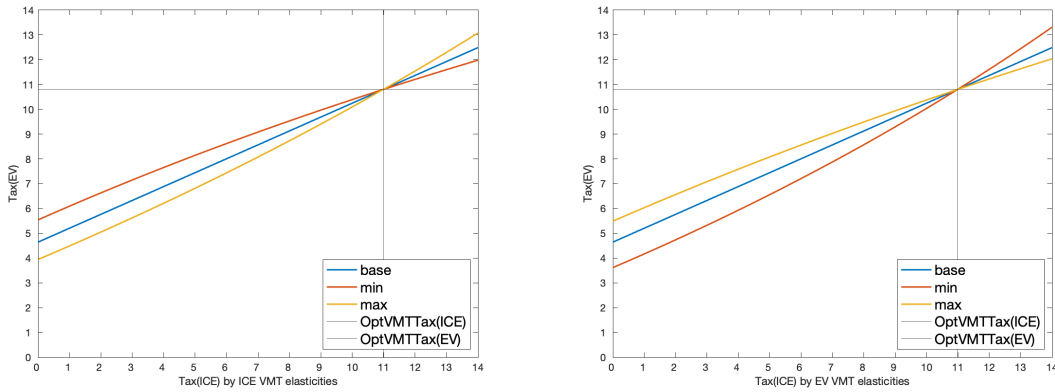 14
13
12
11
10
9
8
7
6
5
4
3
2
1
0
Tax(EV)
0 1 2 3 4 5 6 7 8 9 10 11 12 13 14
Tax(ICE) by ICE VMT elasticities
base
min
max
OptVMTTax(ICE)
OptVMTTax(EV)
14
13
12
11
10
9
8
7
6
5
4
3
2
1
0
Tax(EV)
0 1 2 3 4 5 6 7 8 9 10 11 12 13 14
Tax(ICE) by EV VMT elasticities
base
min
max
OptVMTTax(ICE)
OptVMTTax(EV)